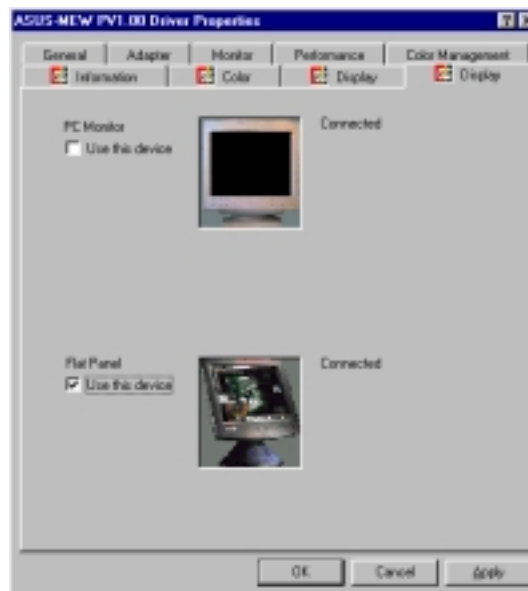 ASUS-MEW PV1.00 Driver Properties
General Adapter Monitor Performance Color Management
Information Color Display Display
PC Monitor Connected
Use this device
Flat Panel Connected
Use this device
OK Cancel Apply